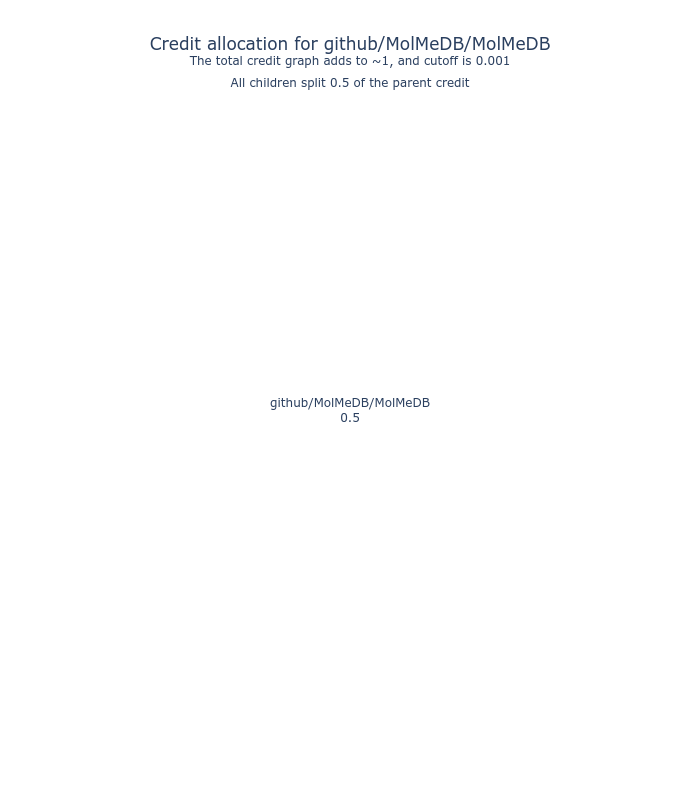 Credit allocation for github/MolMeDB/MolMeDB
The total credit graph adds to ~1, and cutoff is 0.001
All children split 0.5 of the parent credit
github/MolMeDB/MolMeDB
0.5